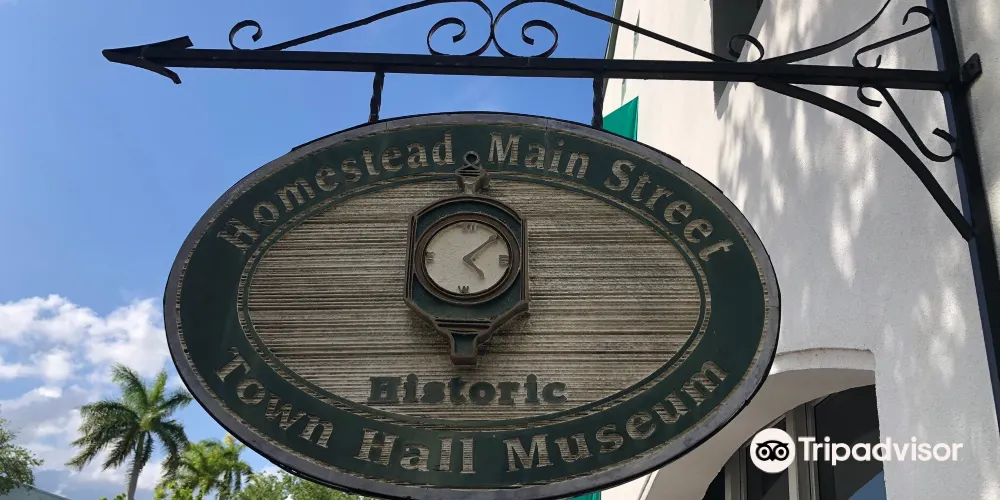 Homestead Main Street
Historic
Town Hall Museum
Tripadvisor